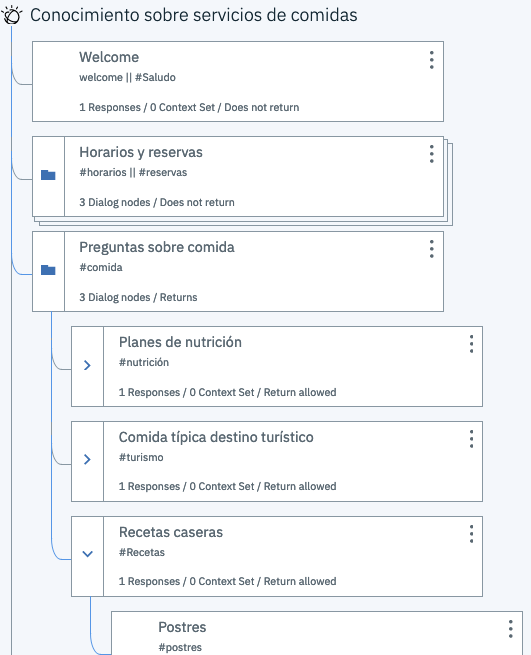 Conocimiento sobre servicios de comidas
Welcome
welcome || #Saludo
1 Responses / 0 Context Set / Does not return
Horarios y reservas
#horarios || #reservas
3 Dialog nodes / Does not return
Preguntas sobre comida
#comida
3 Dialog nodes / Returns
Planes de nutrición
#nutrición
1 Responses / 0 Context Set / Return allowed
Comida típica destino turístico
#turismo
1 Responses / 0 Context Set / Return allowed
Recetas caseras
#Recetas
1 Responses / 0 Context Set / Return allowed
Postres
#postres